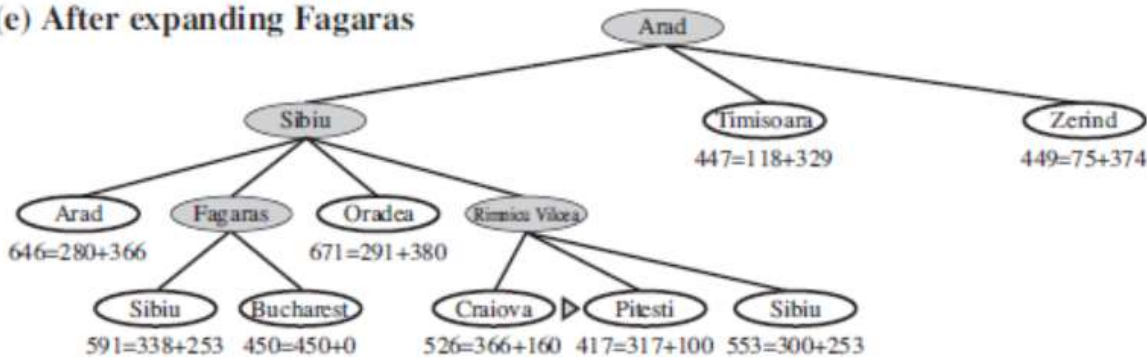 (e) After expanding Fagaras
Arad
Sibiu Timisoara Zerind
447=118+329 449=75+374
Arad Fagaras Oradea Rimnicu Vilcea
646=280+366 671=291+380
Sibiu Bucharest Craiova Pitesti Sibiu
591=338+253 450=450+0 526=366+160 417=317+100 553=300+253